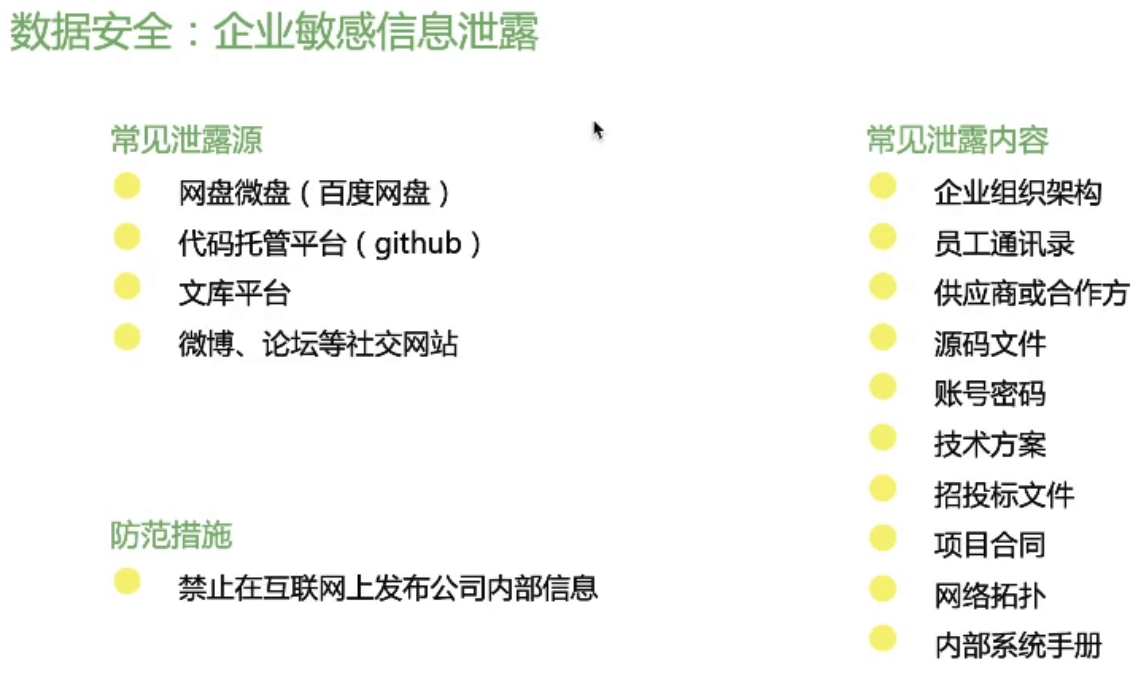 数据安全：企业敏感信息泄露
常见泄露源
网盘微盘（百度网盘）
代码托管平台（github）
文库平台
微博、论坛等社交网站
防范措施
禁止在互联网上发布公司内部信息
常见泄露内容
企业组织架构
员工通讯录
供应商或合作方
源码文件
账号密码
技术方案
招投标文件
项目合同
网络拓扑
内部系统手册